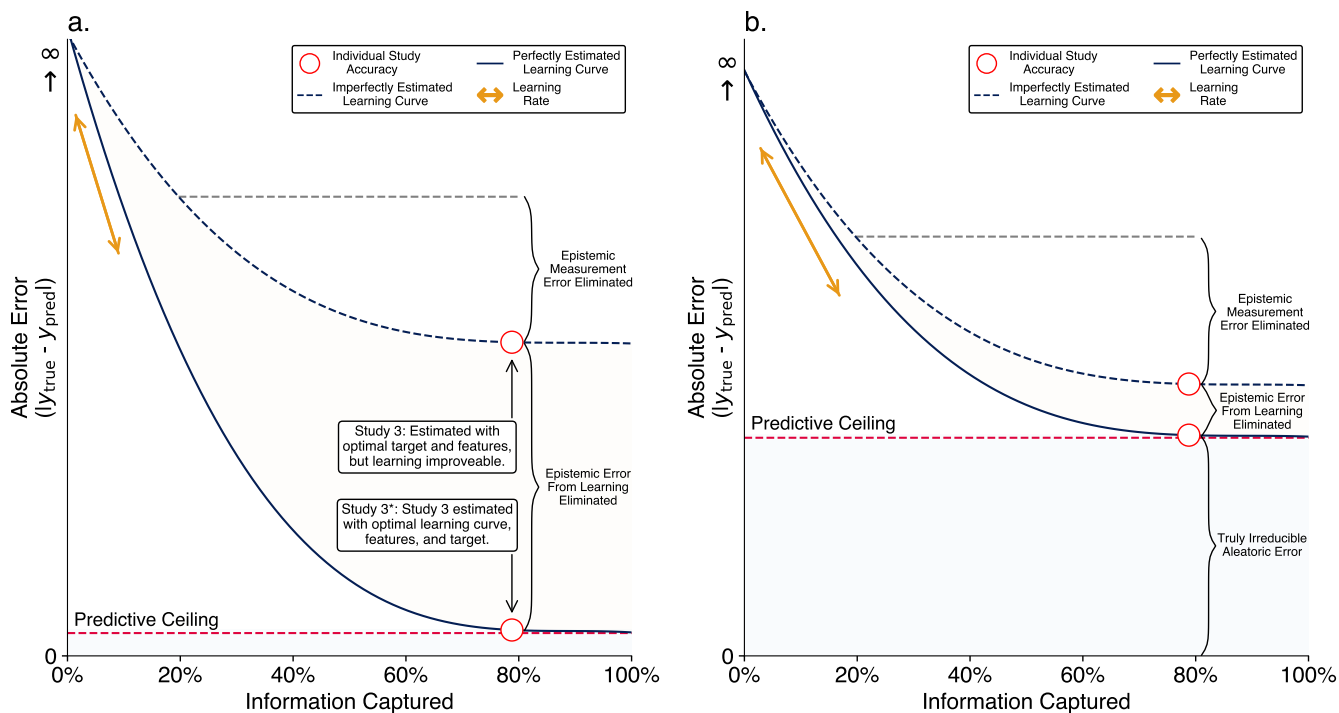 a.
∞
↑
Individual Study
Accuracy
Perfectly Estimated
Learning Curve
Imperfectly Estimated
Learning Curve
Learning
Rate
Absolute Error
(|ytrue - ypred|)
Epistemic
Measurement
Error Eliminated
Study 3: Estimated with
optimal target and features,
but learning improveable.
Epistemic Error
From Learning
Eliminated
Study 3*: Study 3 estimated
with optimal learning curve,
features, and target.
Predictive Ceiling
0
0%
20%
40%
60%
80%
100%
Information Captured
b.
∞
↑
Individual Study
Accuracy
Perfectly Estimated
Learning Curve
Imperfectly Estimated
Learning Curve
Learning
Rate
Absolute Error
(|ytrue - ypred|)
Epistemic
Measurement
Error Eliminated
Epistemic Error
From Learning
Eliminated
Predictive Ceiling
Truly Irreducible
Aleatoric Error
0
0%
20%
40%
60%
80%
100%
Information Captured